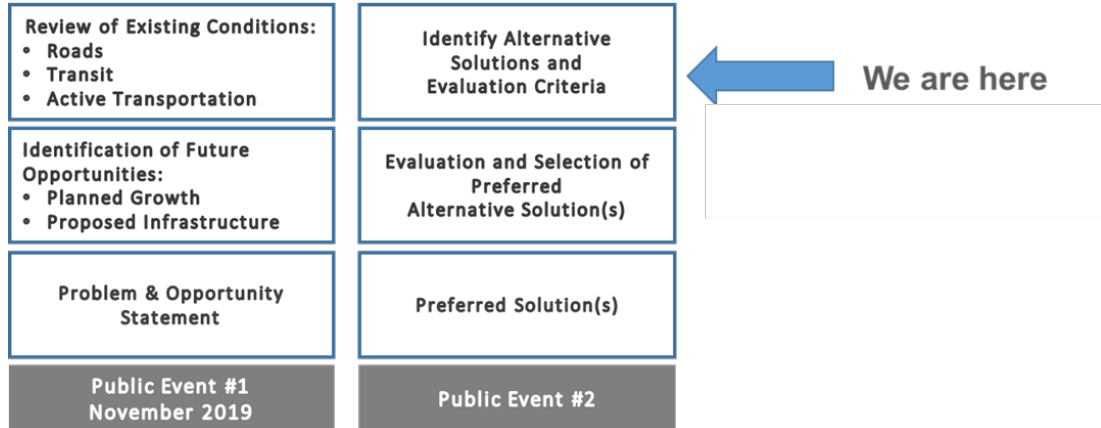 Review of Existing Conditions:
• Roads
• Transit
• Active Transportation
Identification of Future
Opportunities:
• Planned Growth
• Proposed Infrastructure
Problem & Opportunity
Statement
Public Event #1
November 2019
Identify Alternative
Solutions and
Evaluation Criteria
Evaluation and Selection of
Preferred
Alternative Solution(s)
Preferred Solution(s)
Public Event #2
We are here